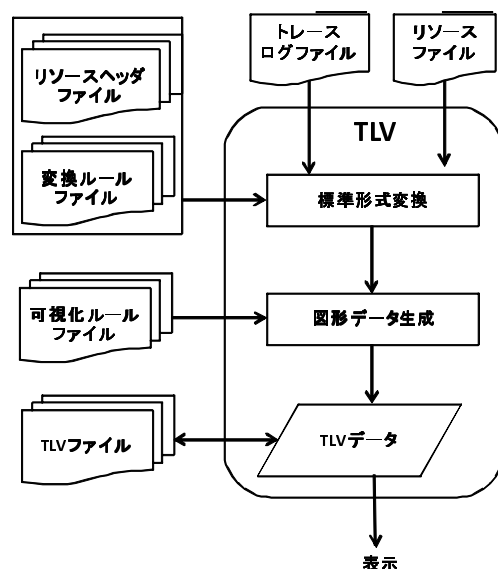 トレース
ログファイル
リソース
ファイル
リソースヘッダ
ファイル
TLV
変換ルール
ファイル
標準形式変換
可視化ルール
ファイル
図形データ生成
TLVファイル
TLVデータ
表示